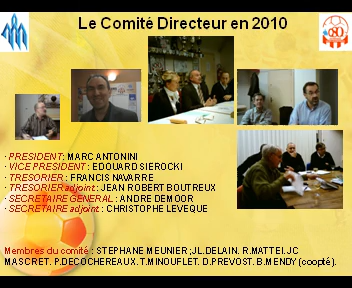 Le Comité Directeur en 2010
· PRESIDENT: MARC ANTONINI
· VICE PRESIDENT : EDOUARD SIEROCKI
· TRESORIER : FRANCIS NAVARRE
· TRESORIER adjoint : JEAN ROBERT BOUTREUX
· SECRETAIRE GENERAL : ANDRE DEMOOR
· SECRETAIRE adjoint : CHRISTOPHE LEVEQUE
Membres du comité : STEPHANE MEUNIER ;JL.DELAIN. R.MATTEI. JC
MASCRET. P.DECOCHEREAUX. T.MINOUFLET. D.PREVOST. B.MENDY (coopté).